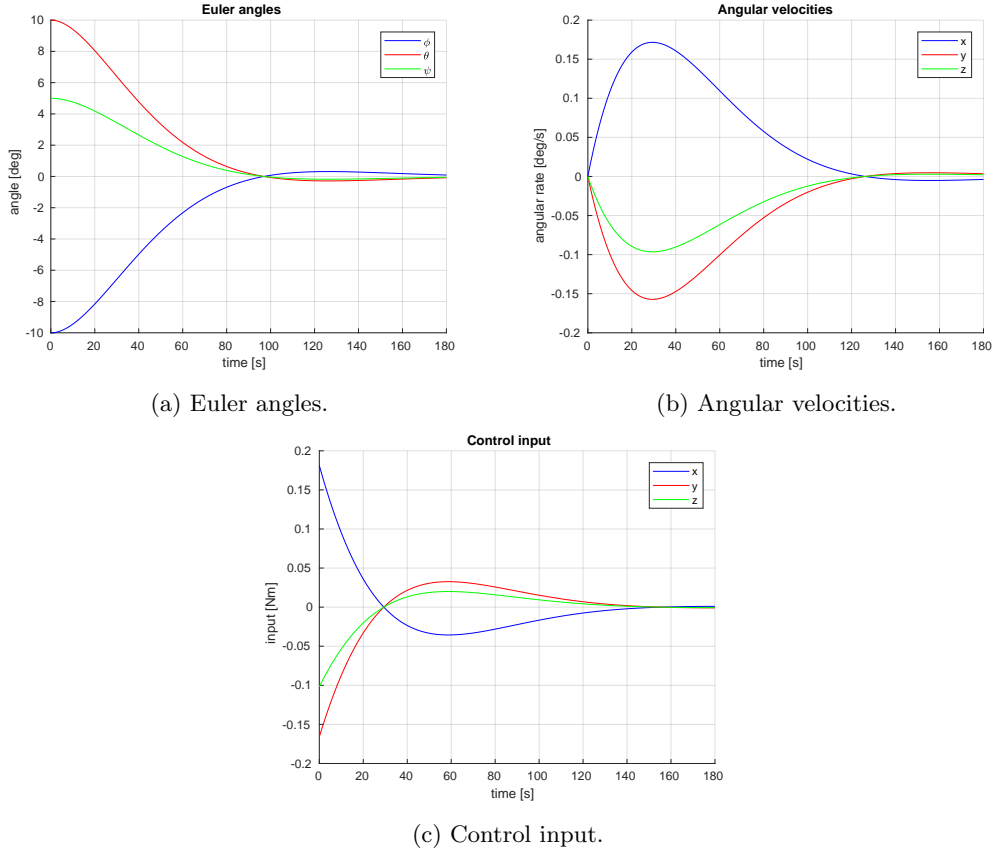 Euler angles
10
8
6
4
2
0
-2
-4
-6
-8
-10
angle [deg]
0 20 40 60 80 100 120 140 160 180
time [s]
ϕ
θ
ψ
(a) Euler angles.
Angular velocities
0.2
0.15
0.1
0.05
0
-0.05
-0.1
-0.15
-0.2
angular rate [deg/s]
0 20 40 60 80 100 120 140 160 180
time [s]
x
y
z
(b) Angular velocities.
Control input
0.2
0.15
0.1
0.05
0
-0.05
-0.1
-0.15
-0.2
input [Nm]
0 20 40 60 80 100 120 140 160 180
time [s]
x
y
z
(c) Control input.